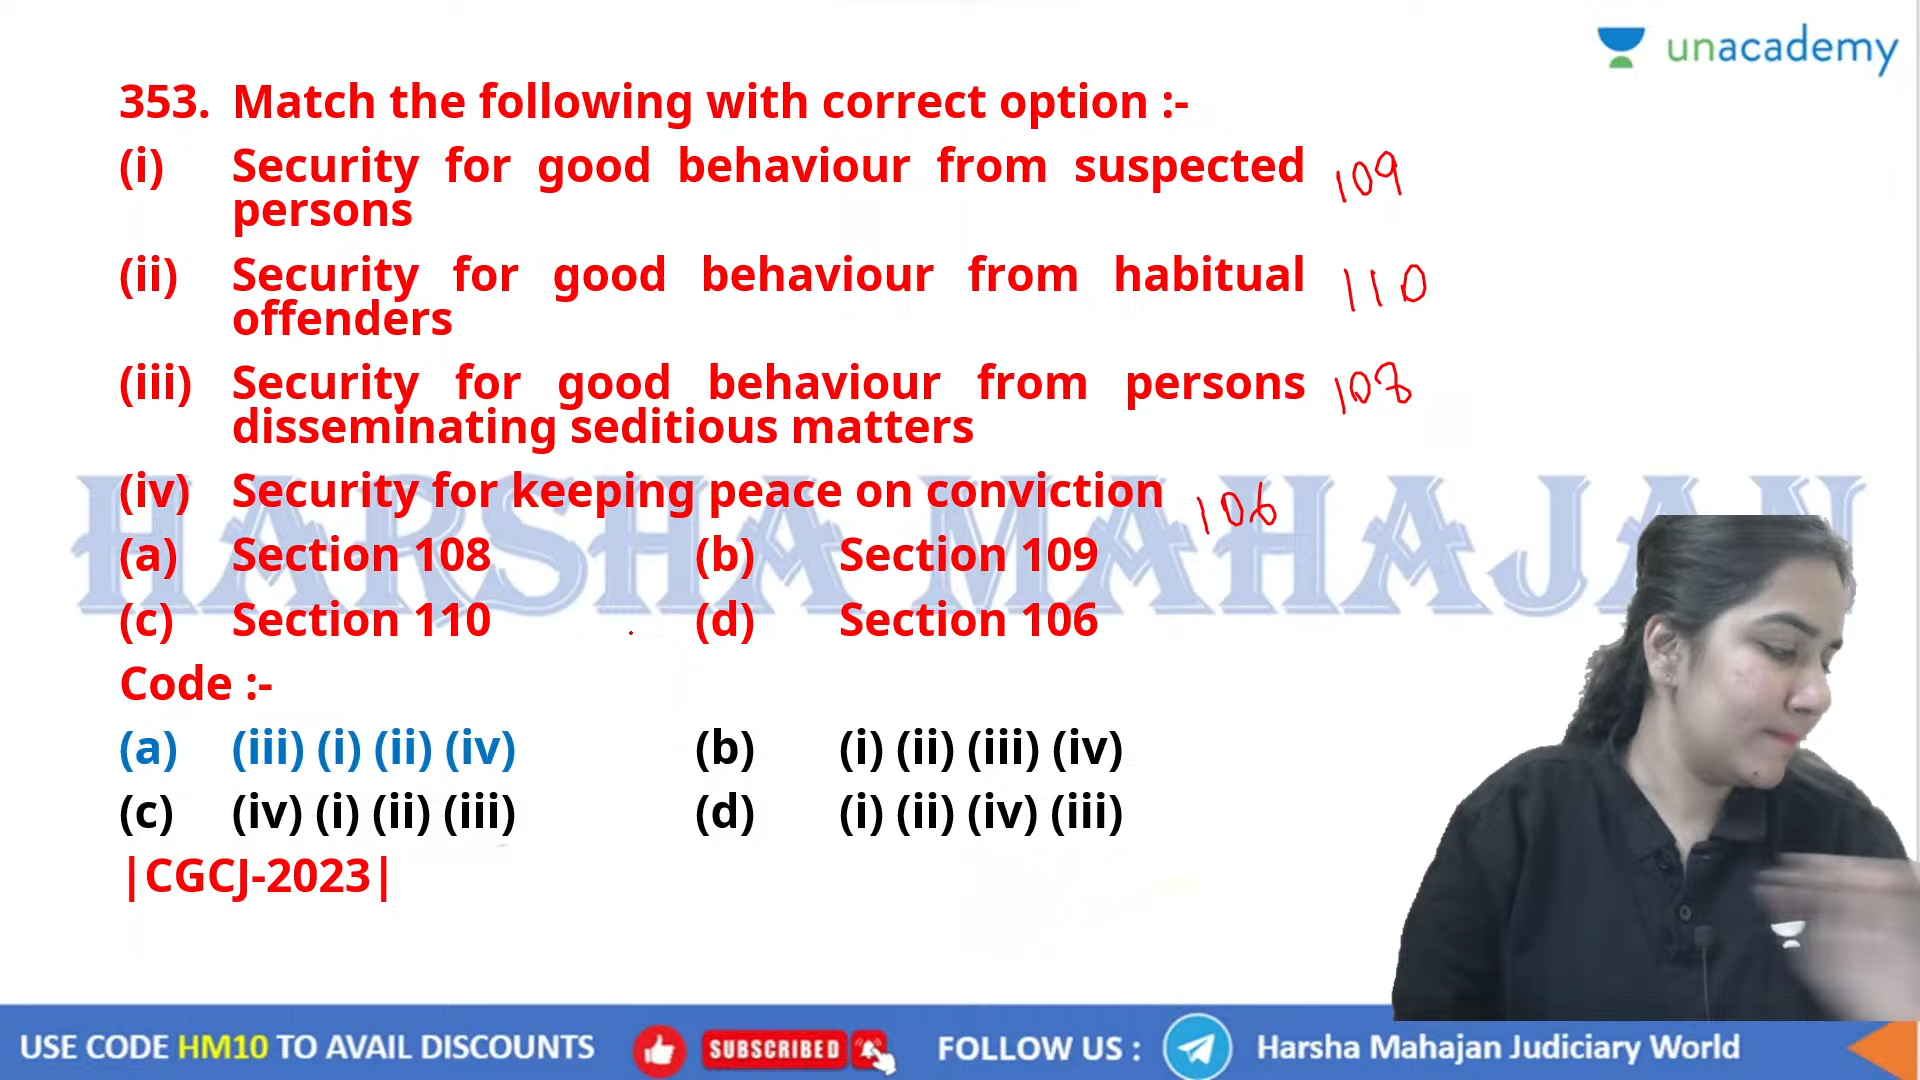 unacademy
353. Match the following with correct option :-
(i) Security for good behaviour from suspected 109
persons
(ii) Security for good behaviour from habitual 110
offenders
(iii) Security for good behaviour from persons 108
disseminating seditious matters
HARSHA MAHAJAN
(iv) Security for keeping peace on conviction 106
(a) Section 108 (b) Section 109
(c) Section 110 (d) Section 106
Code :-
(a) (iii) (i) (ii) (iv) (b) (i) (ii) (iii) (iv)
(c) (iv) (i) (ii) (iii) (d) (i) (ii) (iv) (iii)
|CGCJ-2023|
USE CODE HM10 TO AVAIL DISCOUNTS SUBSCRIBED FOLLOW US : Harsha Mahajan Judiciary World